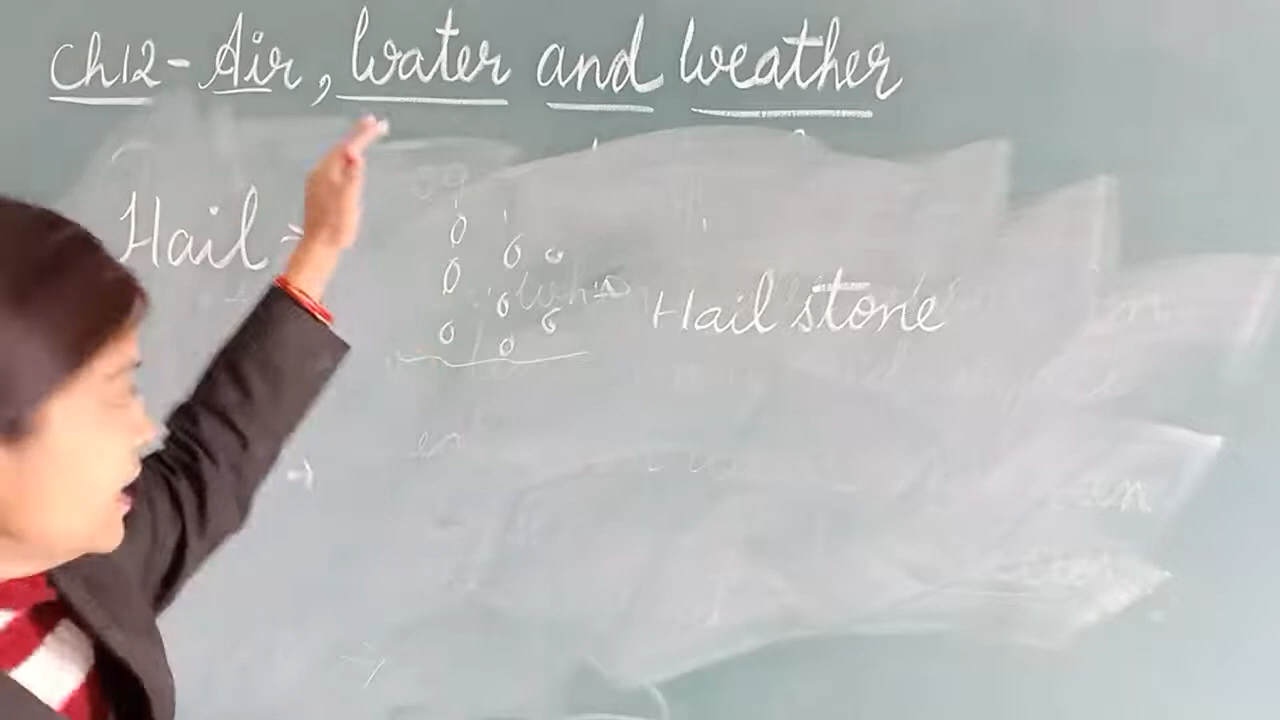 Ch12 - Air, Water and Weather
Hail →
Hail stone